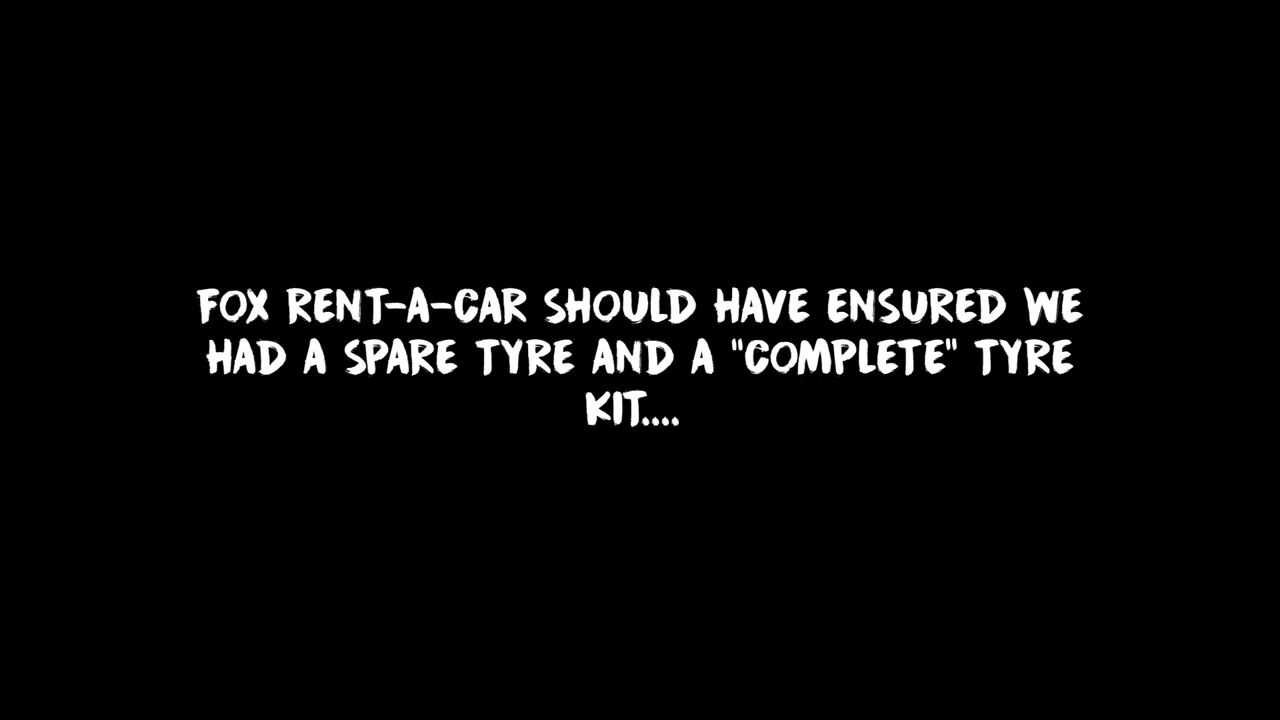 FOX RENT-A-CAR SHOULD HAVE ENSURED WE
HAD A SPARE TYRE AND A "COMPLETE" TYRE
KIT....